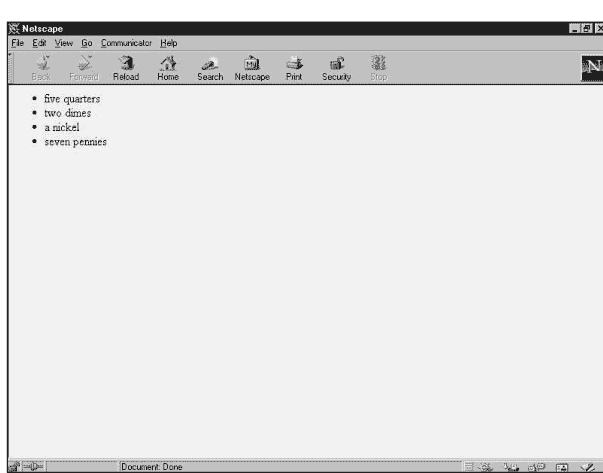 Netscape
File Edit View Go Communicator Help
Back Forward Reload Home Search Netscape Print Security Stop
N
• five quarters
• two dimes
• a nickel
• seven pennies
Document: Done